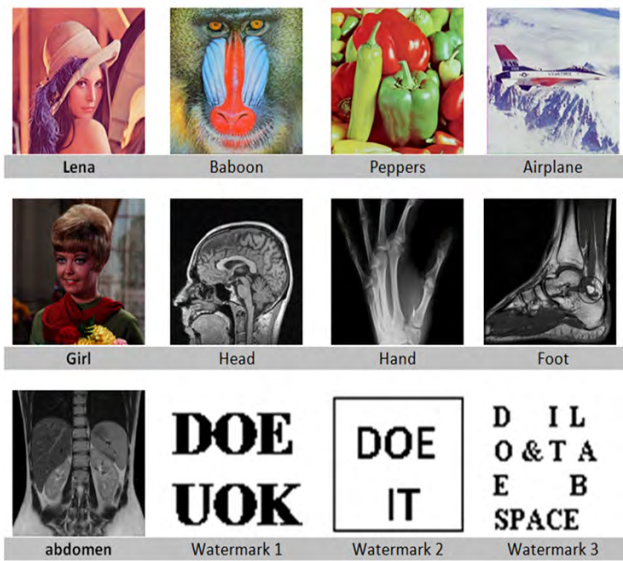 Lena Baboon Peppers Airplane
Girl Head Hand Foot
DOE
UOK
DOE
IT
D IL
O & T A
E B
SPACE
abdomen Watermark 1 Watermark 2 Watermark 3